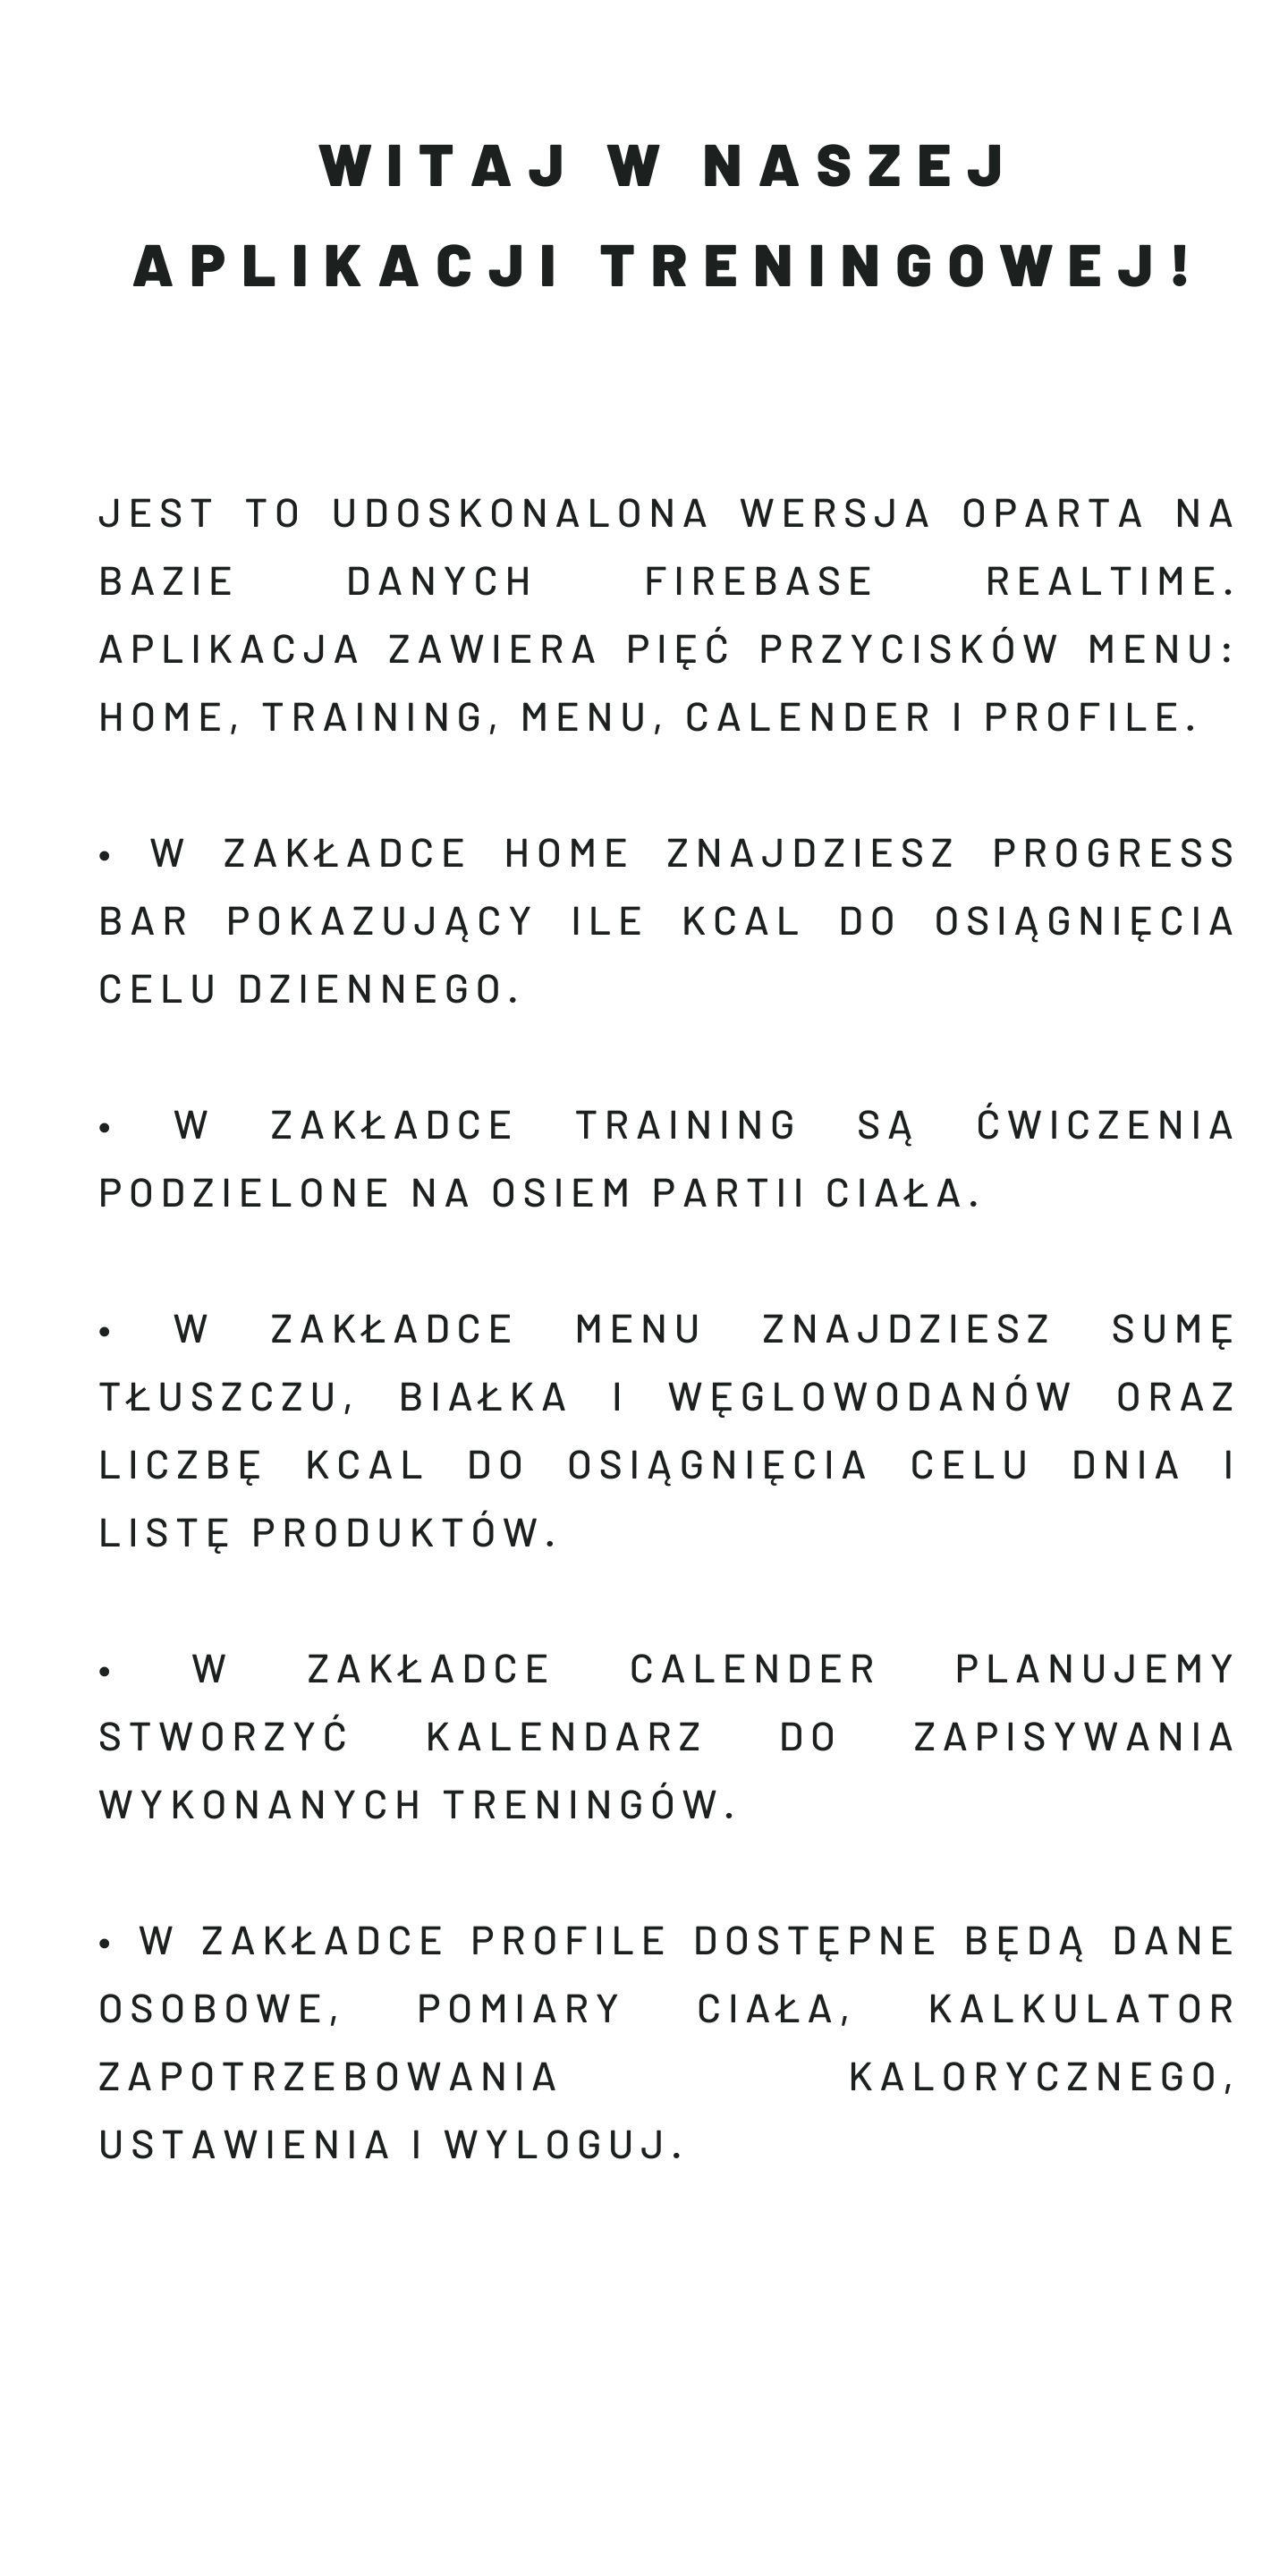 WITAJ W NASZEJ
APLIKACJI TRENINGOWEJ!
JEST TO UDOSKONALONA WERSJA OPARTA NA
BAZIE DANYCH FIREBASE REALTIME.
APLIKACJA ZAWIERA PIĘĆ PRZYCISKÓW MENU:
HOME, TRAINING, MENU, CALENDER I PROFILE.
• W ZAKŁADCE HOME ZNAJDZIESZ PROGRESS
BAR POKAZUJĄCY ILE KCAL DO OSIĄGNIĘCIA
CELU DZIENNEGO.
• W ZAKŁADCE TRAINING SĄ ĆWICZENIA
PODZIELONE NA OSIEM PARTII CIAŁA.
• W ZAKŁADCE MENU ZNAJDZIESZ SUMĘ
TŁUSZCZU, BIAŁKA I WĘGLOWODANÓW ORAZ
LICZBĘ KCAL DO OSIĄGNIĘCIA CELU DNIA I
LISTĘ PRODUKTÓW.
• W ZAKŁADCE CALENDER PLANUJEMY
STWORZYĆ KALENDARZ DO ZAPISYWANIA
WYKONANYCH TRENINGÓW.
• W ZAKŁADCE PROFILE DOSTĘPNE BĘDĄ DANE
OSOBOWE, POMIARY CIAŁA, KALKULATOR
ZAPOTRZEBOWANIA KALORYCZNEGO,
USTAWIENIA I WYLOGUJ.